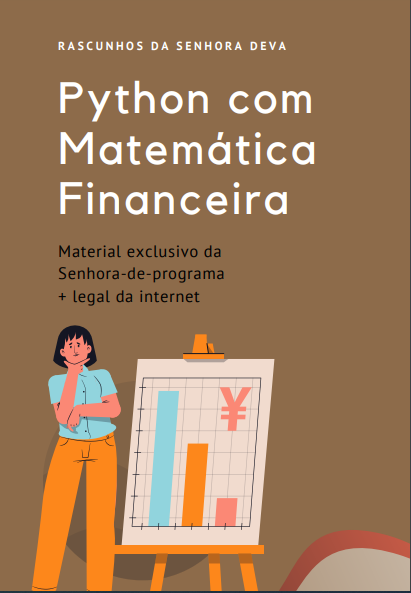 RASCUNHOS DA SENHORA DEVA
Python com
Matemática
Financeira
Material exclusivo da
Senhora-de-programa
+ legal da internet
¥